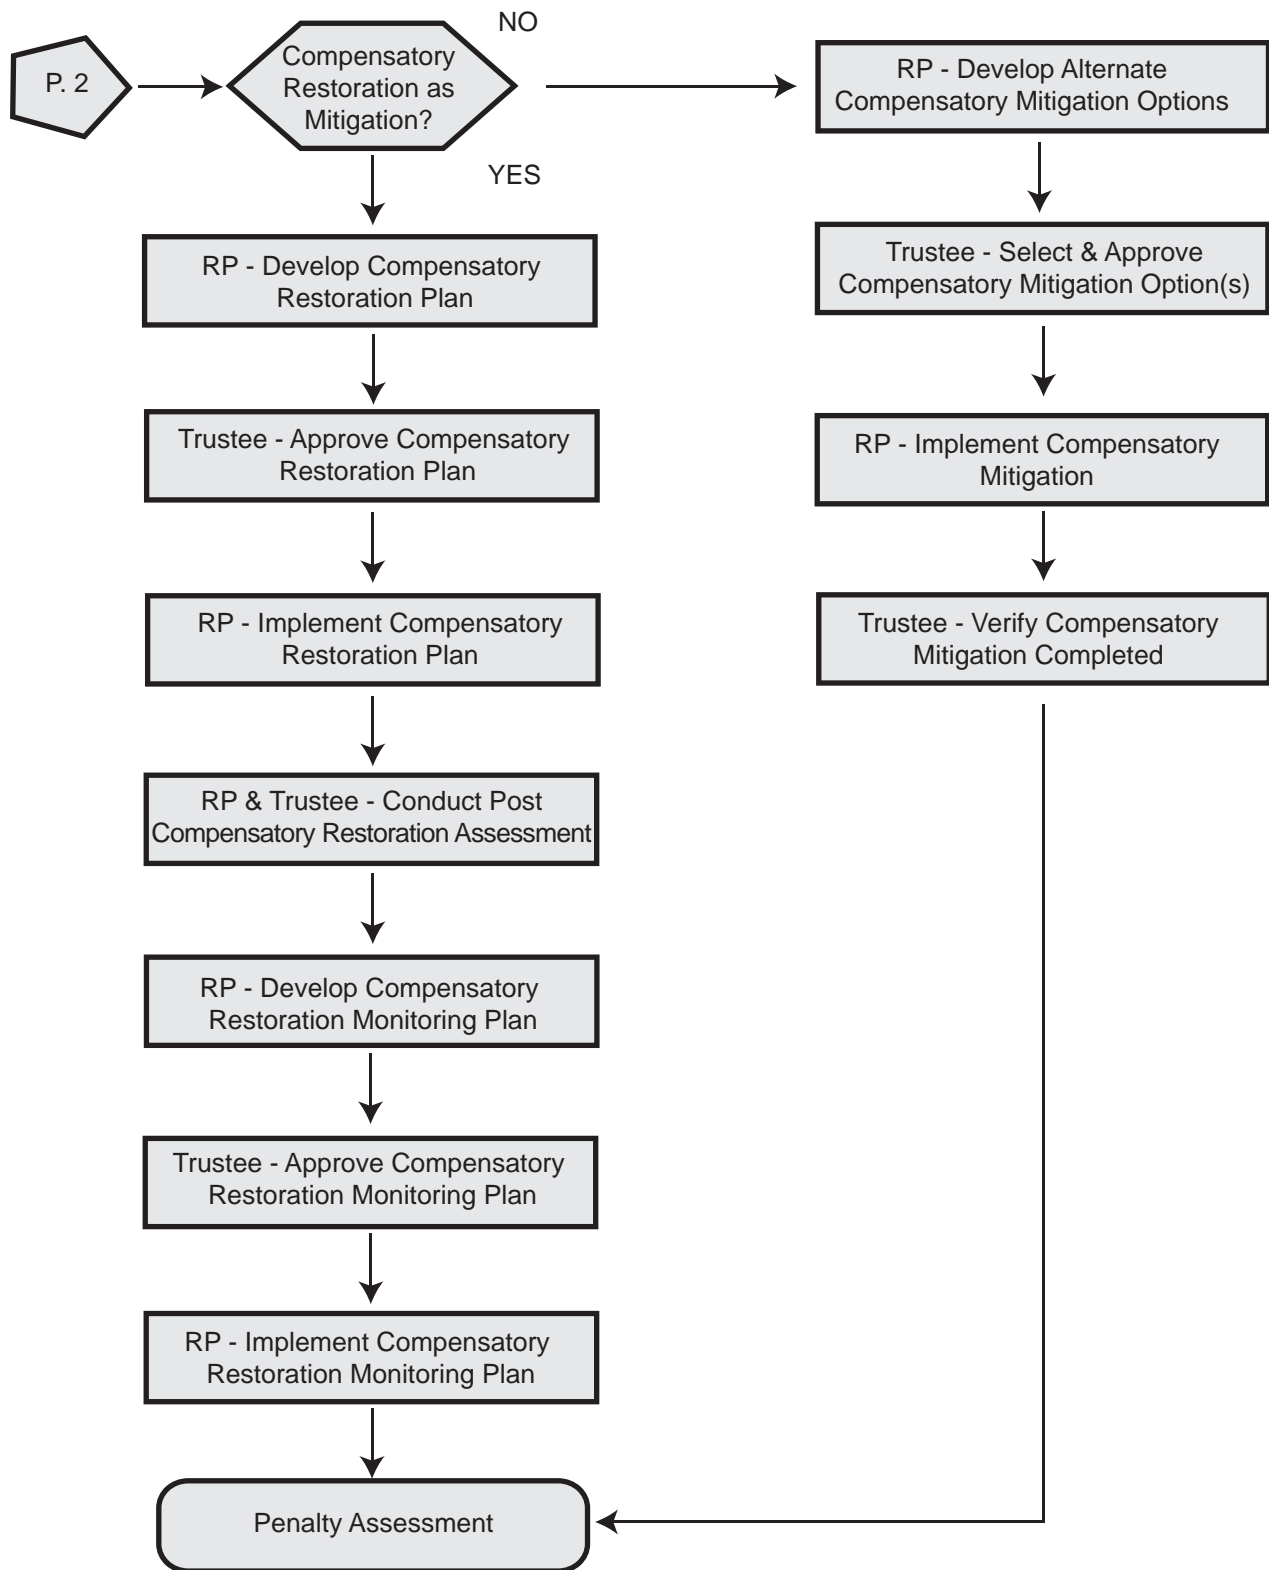 P. 2
Compensatory
Restoration as
Mitigation?
NO
YES
RP - Develop Compensatory
Restoration Plan
Trustee - Approve Compensatory
Restoration Plan
RP - Implement Compensatory
Restoration Plan
RP & Trustee - Conduct Post
Compensatory Restoration Assessment
RP - Develop Compensatory
Restoration Monitoring Plan
Trustee - Approve Compensatory
Restoration Monitoring Plan
RP - Implement Compensatory
Restoration Monitoring Plan
Penalty Assessment
RP - Develop Alternate
Compensatory Mitigation Options
Trustee - Select & Approve
Compensatory Mitigation Option(s)
RP - Implement Compensatory
Mitigation
Trustee - Verify Compensatory
Mitigation Completed